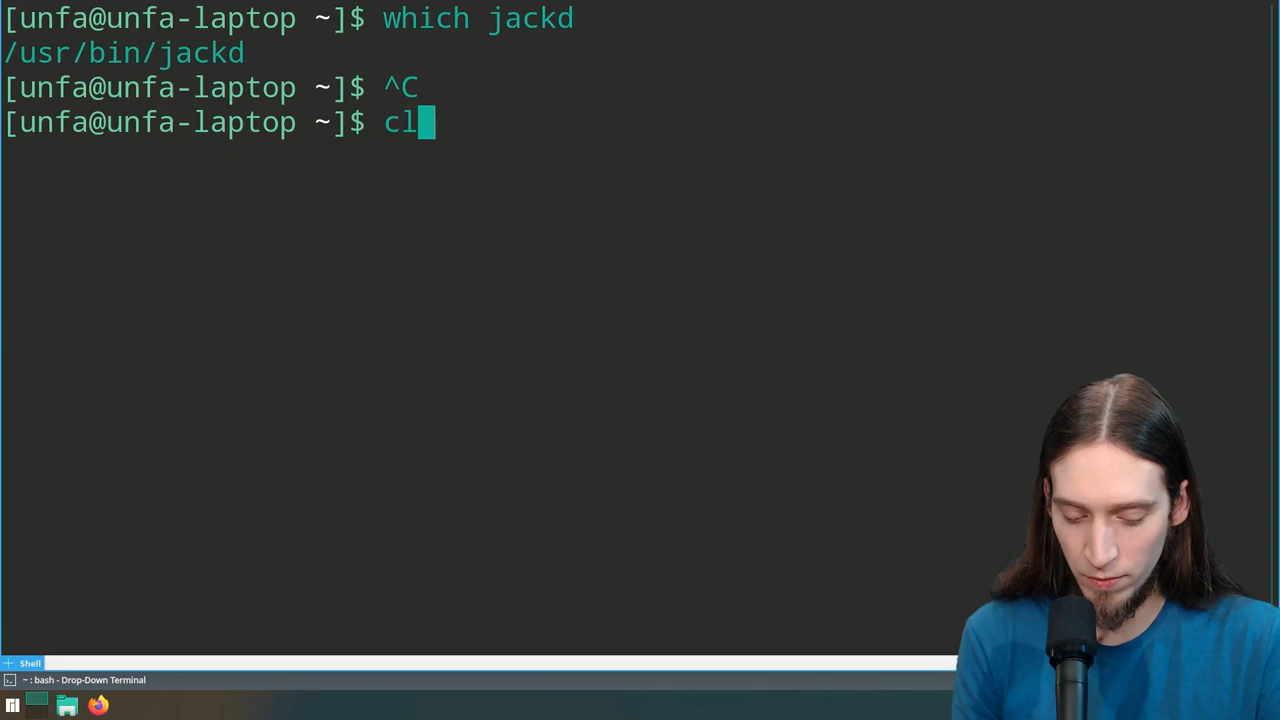 [unfa@unfa-laptop ~]$ which jackd
/usr/bin/jackd
[unfa@unfa-laptop ~]$ ^C
[unfa@unfa-laptop ~]$ cl
Shell
~ : bash - Drop-Down Terminal